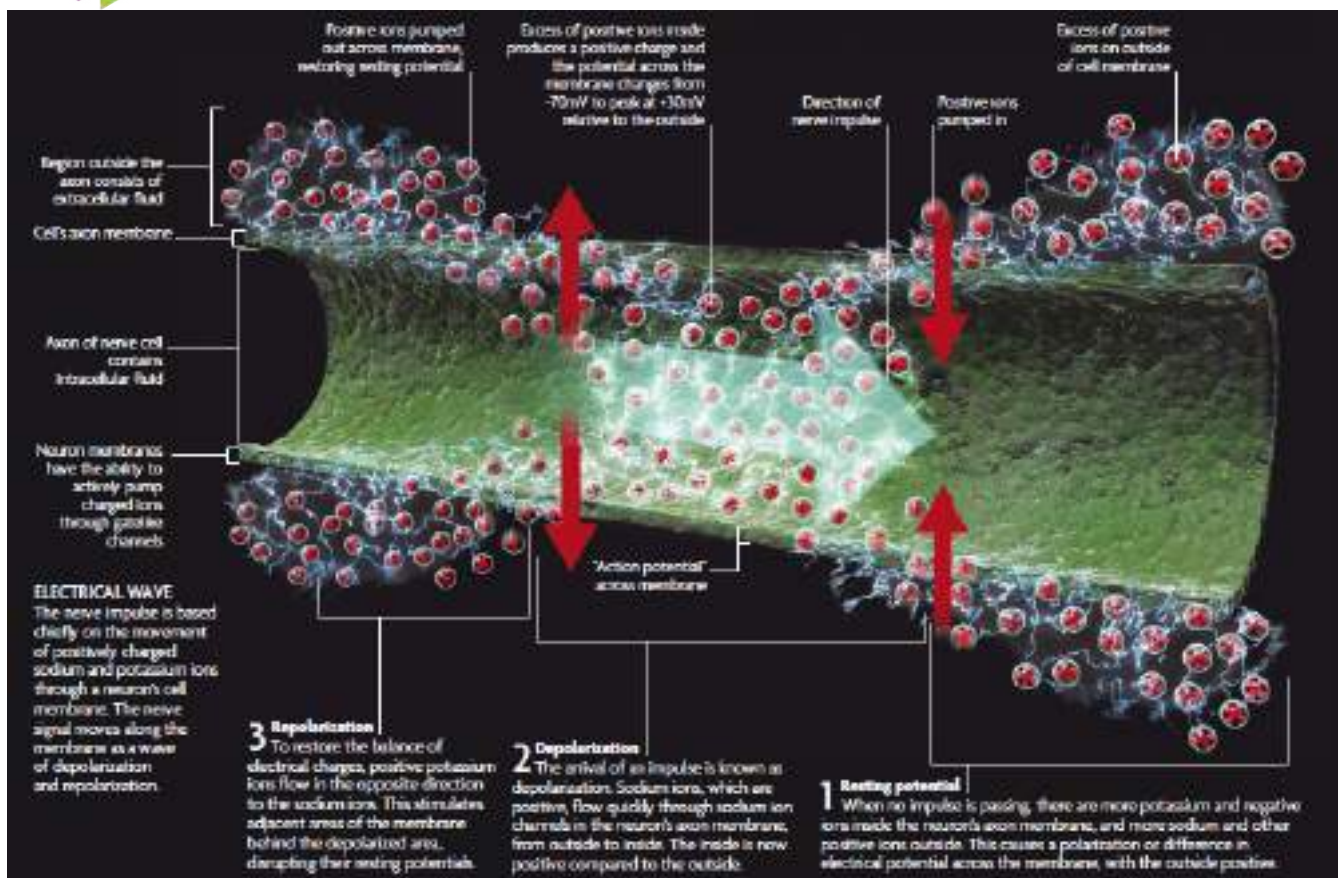 Positive ions pumped
out across membrane,
restoring resting potential
Excess of positive ions inside
produces a positive charge and
the potential across the
membrane changes from
-70mV to peak at +30mV
relative to the outside
Direction of
nerve impulse
Positive ions
pumped in
Excess of positive
ions on outside
of cell membrane
Region outside the
axon consists of
extracellular fluid
Cell's axon membrane
Axon of nerve cell
contains
intracellular fluid
Neuron membranes
have the ability to
actively pump
charged ions
through gatelike
channels
"Action potential"
across membrane
ELECTRICAL WAVE
The nerve impulse is based
chiefly on the movement
of positively charged
sodium and potassium ions
through a neuron's cell
membrane. The nerve
signal moves along the
membrane as a wave
of depolarization
and repolarization.
3 Repolarization
To restore the balance of
electrical charges, positive potassium
ions flow in the opposite direction
to the sodium ions. This stimulates
adjacent areas of the membrane
behind the depolarized area,
disrupting their resting potentials.
2 Depolarization
The arrival of an impulse is known as
depolarization. Sodium ions, which are
positive, flow quickly through sodium ion
channels in the neuron's axon membrane,
from outside to inside. The inside is now
positive compared to the outside.
1 Resting potential
When no impulse is passing, there are more potassium and negative
ions inside the neuron's axon membrane, and more sodium and other
positive ions outside. This causes a polarization or difference in
electrical potential across the membrane, with the outside positive.